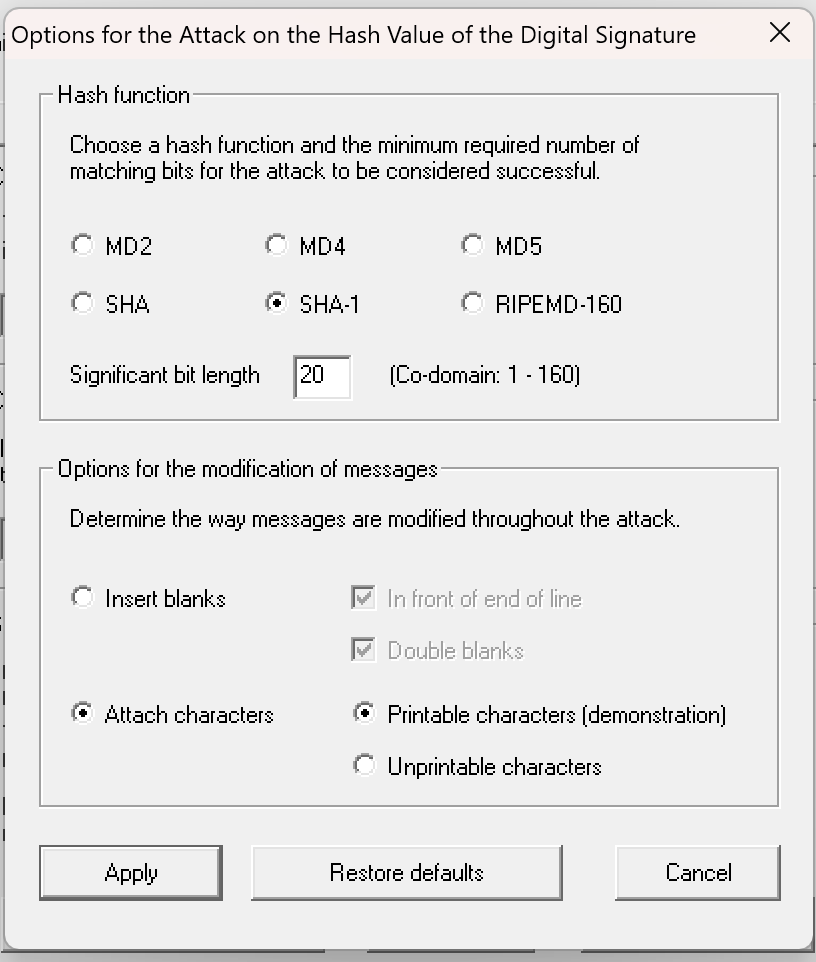 Options for the Attack on the Hash Value of the Digital Signature
Hash function
Choose a hash function and the minimum required number of
matching bits for the attack to be considered successful.
MD2 MD4 MD5
SHA SHA-1 RIPEMD-160
Significant bit length 20 (Co-domain: 1 - 160)
Options for the modification of messages
Determine the way messages are modified throughout the attack.
Insert blanks In front of end of line
Double blanks
Attach characters Printable characters (demonstration)
Unprintable characters
Apply Restore defaults Cancel